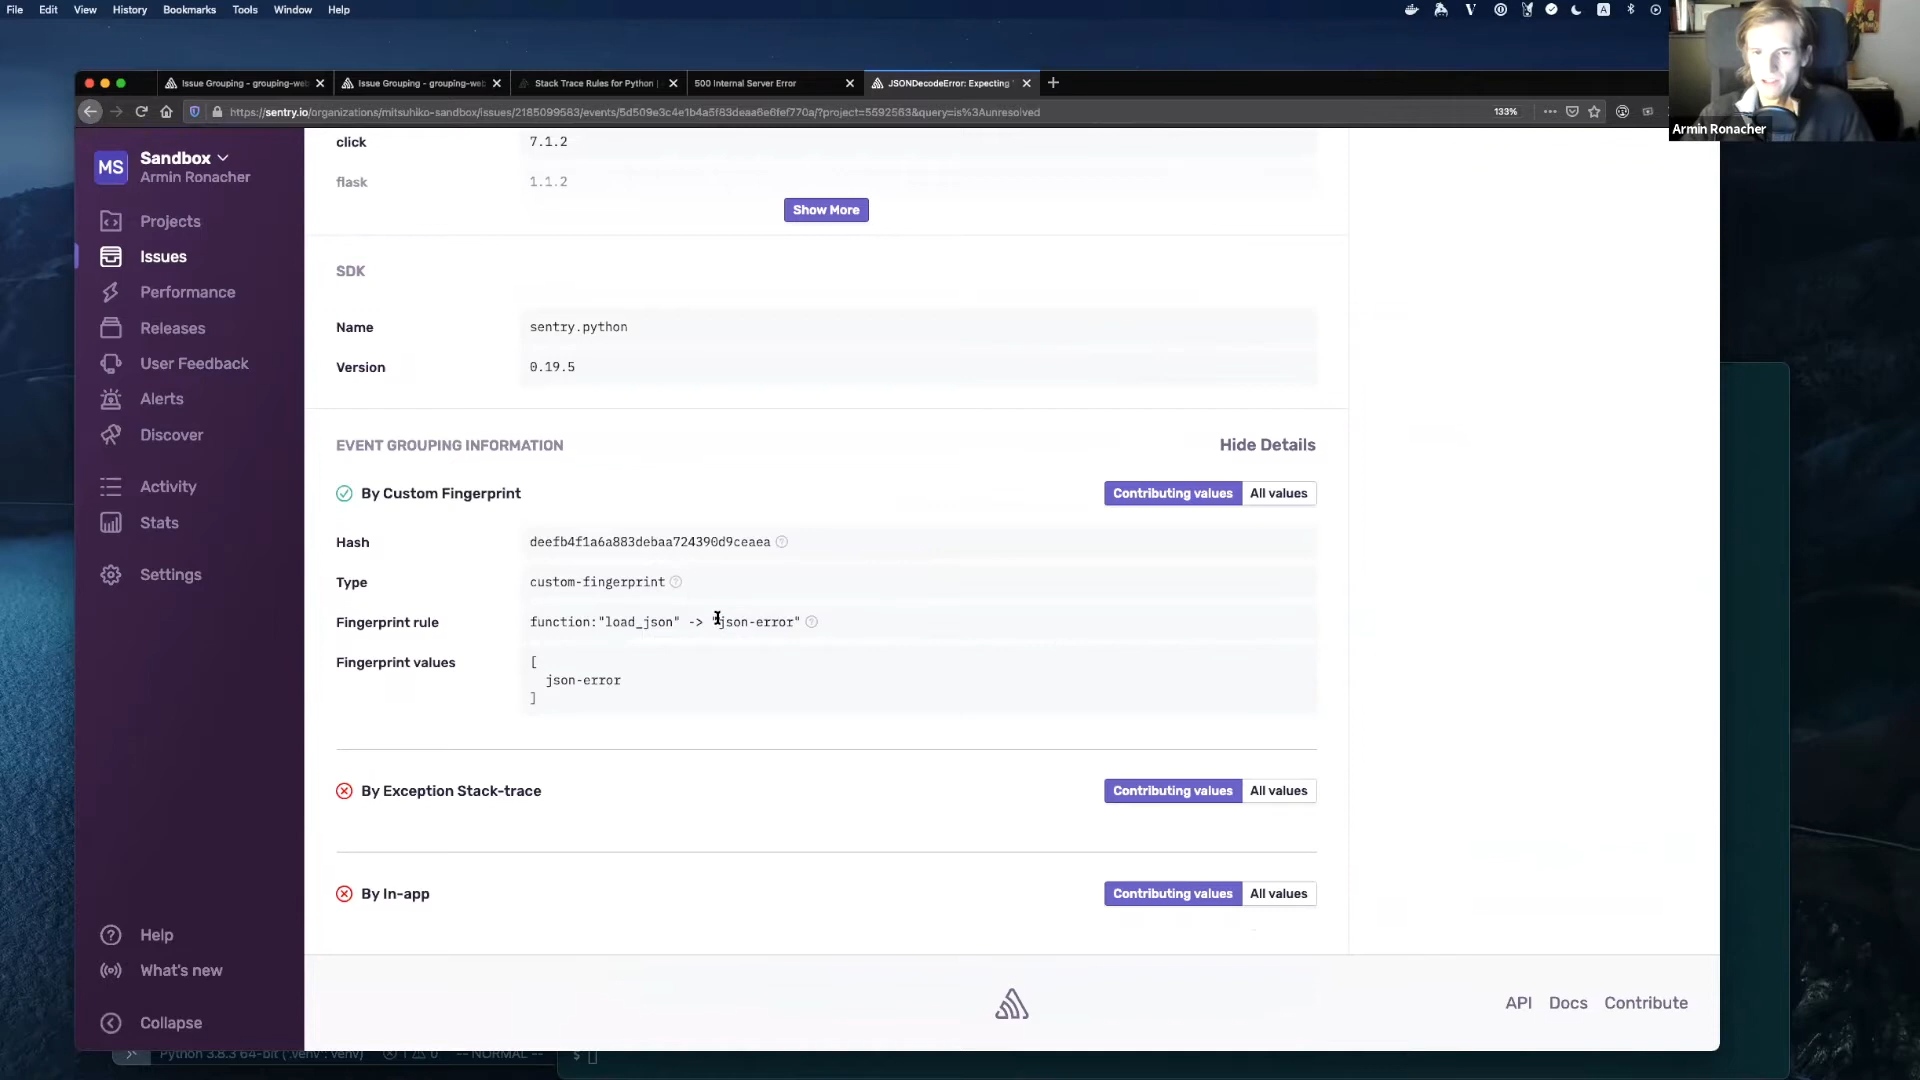 File Edit View History Bookmarks Tools Window Help
Issue Grouping - grouping-web
Issue Grouping - grouping-web
Stack Trace Rules for Python |
500 Internal Server Error
JSONDecodeError: Expecting
https://sentry.io/organizations/mitsuhiko-sandbox/issues/2185099583/events/5d509e3c4e1b4a5f83deaa6e6fef770a/?project=5592563&query=is%3Aunresolved
133%
Armin Ronacher
MS
Sandbox
Armin Ronacher
Projects
Issues
Performance
Releases
User Feedback
Alerts
Discover
Activity
Stats
Settings
Help
What's new
Collapse
click 7.1.2
flask 1.1.2
Show More
SDK
Name sentry.python
Version 0.19.5
EVENT GROUPING INFORMATION Hide Details
By Custom Fingerprint Contributing values All values
Hash deefb4f1a6a883debaa724390d9ceaea
Type custom-fingerprint
Fingerprint rule function:"load_json" -> "json-error"
Fingerprint values [
json-error
]
By Exception Stack-trace Contributing values All values
By In-app Contributing values All values
API Docs Contribute
Python 3.8.3 64-bit ('.venv': venv) 1 0 -- NORMAL --
$